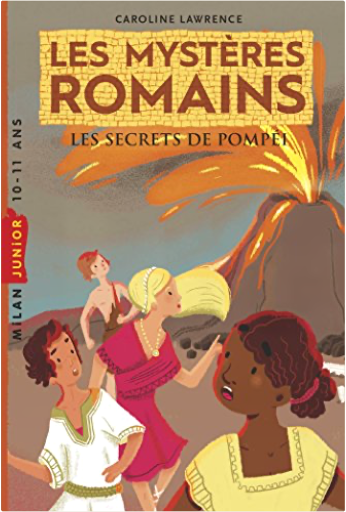 CAROLINE LAWRENCE
LES MYSTÈRES
ROMAINS
LES SECRETS DE POMPÉI
MiLAN JUNiOR 10-11 ANS